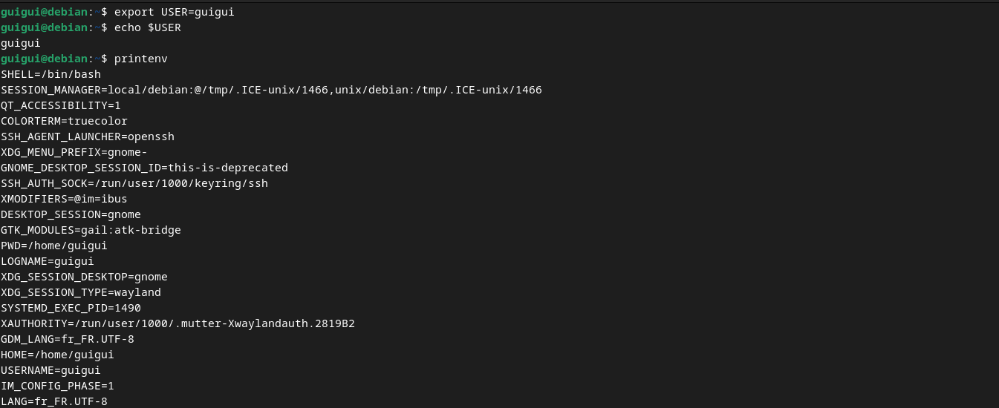 guigui@debian:~$ export USER=guigui
guigui@debian:~$ echo $USER
guigui
guigui@debian:~$ printenv
SHELL=/bin/bash
SESSION_MANAGER=local/debian:@/tmp/.ICE-unix/1466,unix/debian:/tmp/.ICE-unix/1466
QT_ACCESSIBILITY=1
COLORTERM=truecolor
SSH_AGENT_LAUNCHER=openssh
XDG_MENU_PREFIX=gnome-
GNOME_DESKTOP_SESSION_ID=this-is-deprecated
SSH_AUTH_SOCK=/run/user/1000/keyring/ssh
XMODIFIERS=@im=ibus
DESKTOP_SESSION=gnome
GTK_MODULES=gail:atk-bridge
PWD=/home/guigui
LOGNAME=guigui
XDG_SESSION_DESKTOP=gnome
XDG_SESSION_TYPE=wayland
SYSTEMD_EXEC_PID=1490
XAUTHORITY=/run/user/1000/.mutter-Xwaylandauth.2819B2
GDM_LANG=fr_FR.UTF-8
HOME=/home/guigui
USERNAME=guigui
IM_CONFIG_PHASE=1
LANG=fr_FR.UTF-8